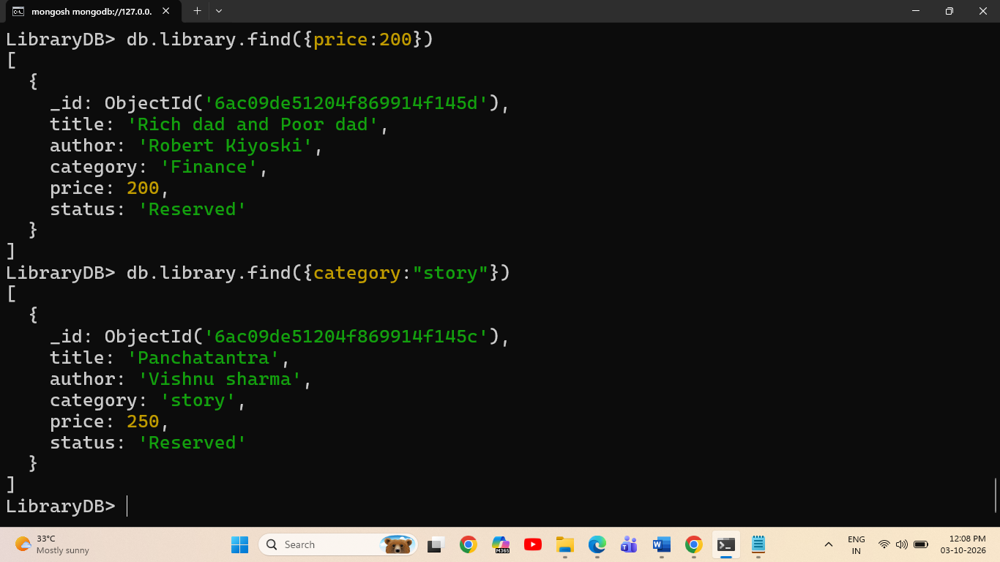 mongosh mongodb://127.0.0.
LibraryDB> db.library.find({price:200})
[
  {
    _id: ObjectId('6ac09de51204f869914f145d'),
    title: 'Rich dad and Poor dad',
    author: 'Robert Kiyoski',
    category: 'Finance',
    price: 200,
    status: 'Reserved'
  }
]
LibraryDB> db.library.find({category:"story"})
[
  {
    _id: ObjectId('6ac09de51204f869914f145c'),
    title: 'Panchatantra',
    author: 'Vishnu sharma',
    category: 'story',
    price: 250,
    status: 'Reserved'
  }
]
LibraryDB>
33°C
Mostly sunny
Search
M365
ENG
IN
12:08 PM
03-10-2026